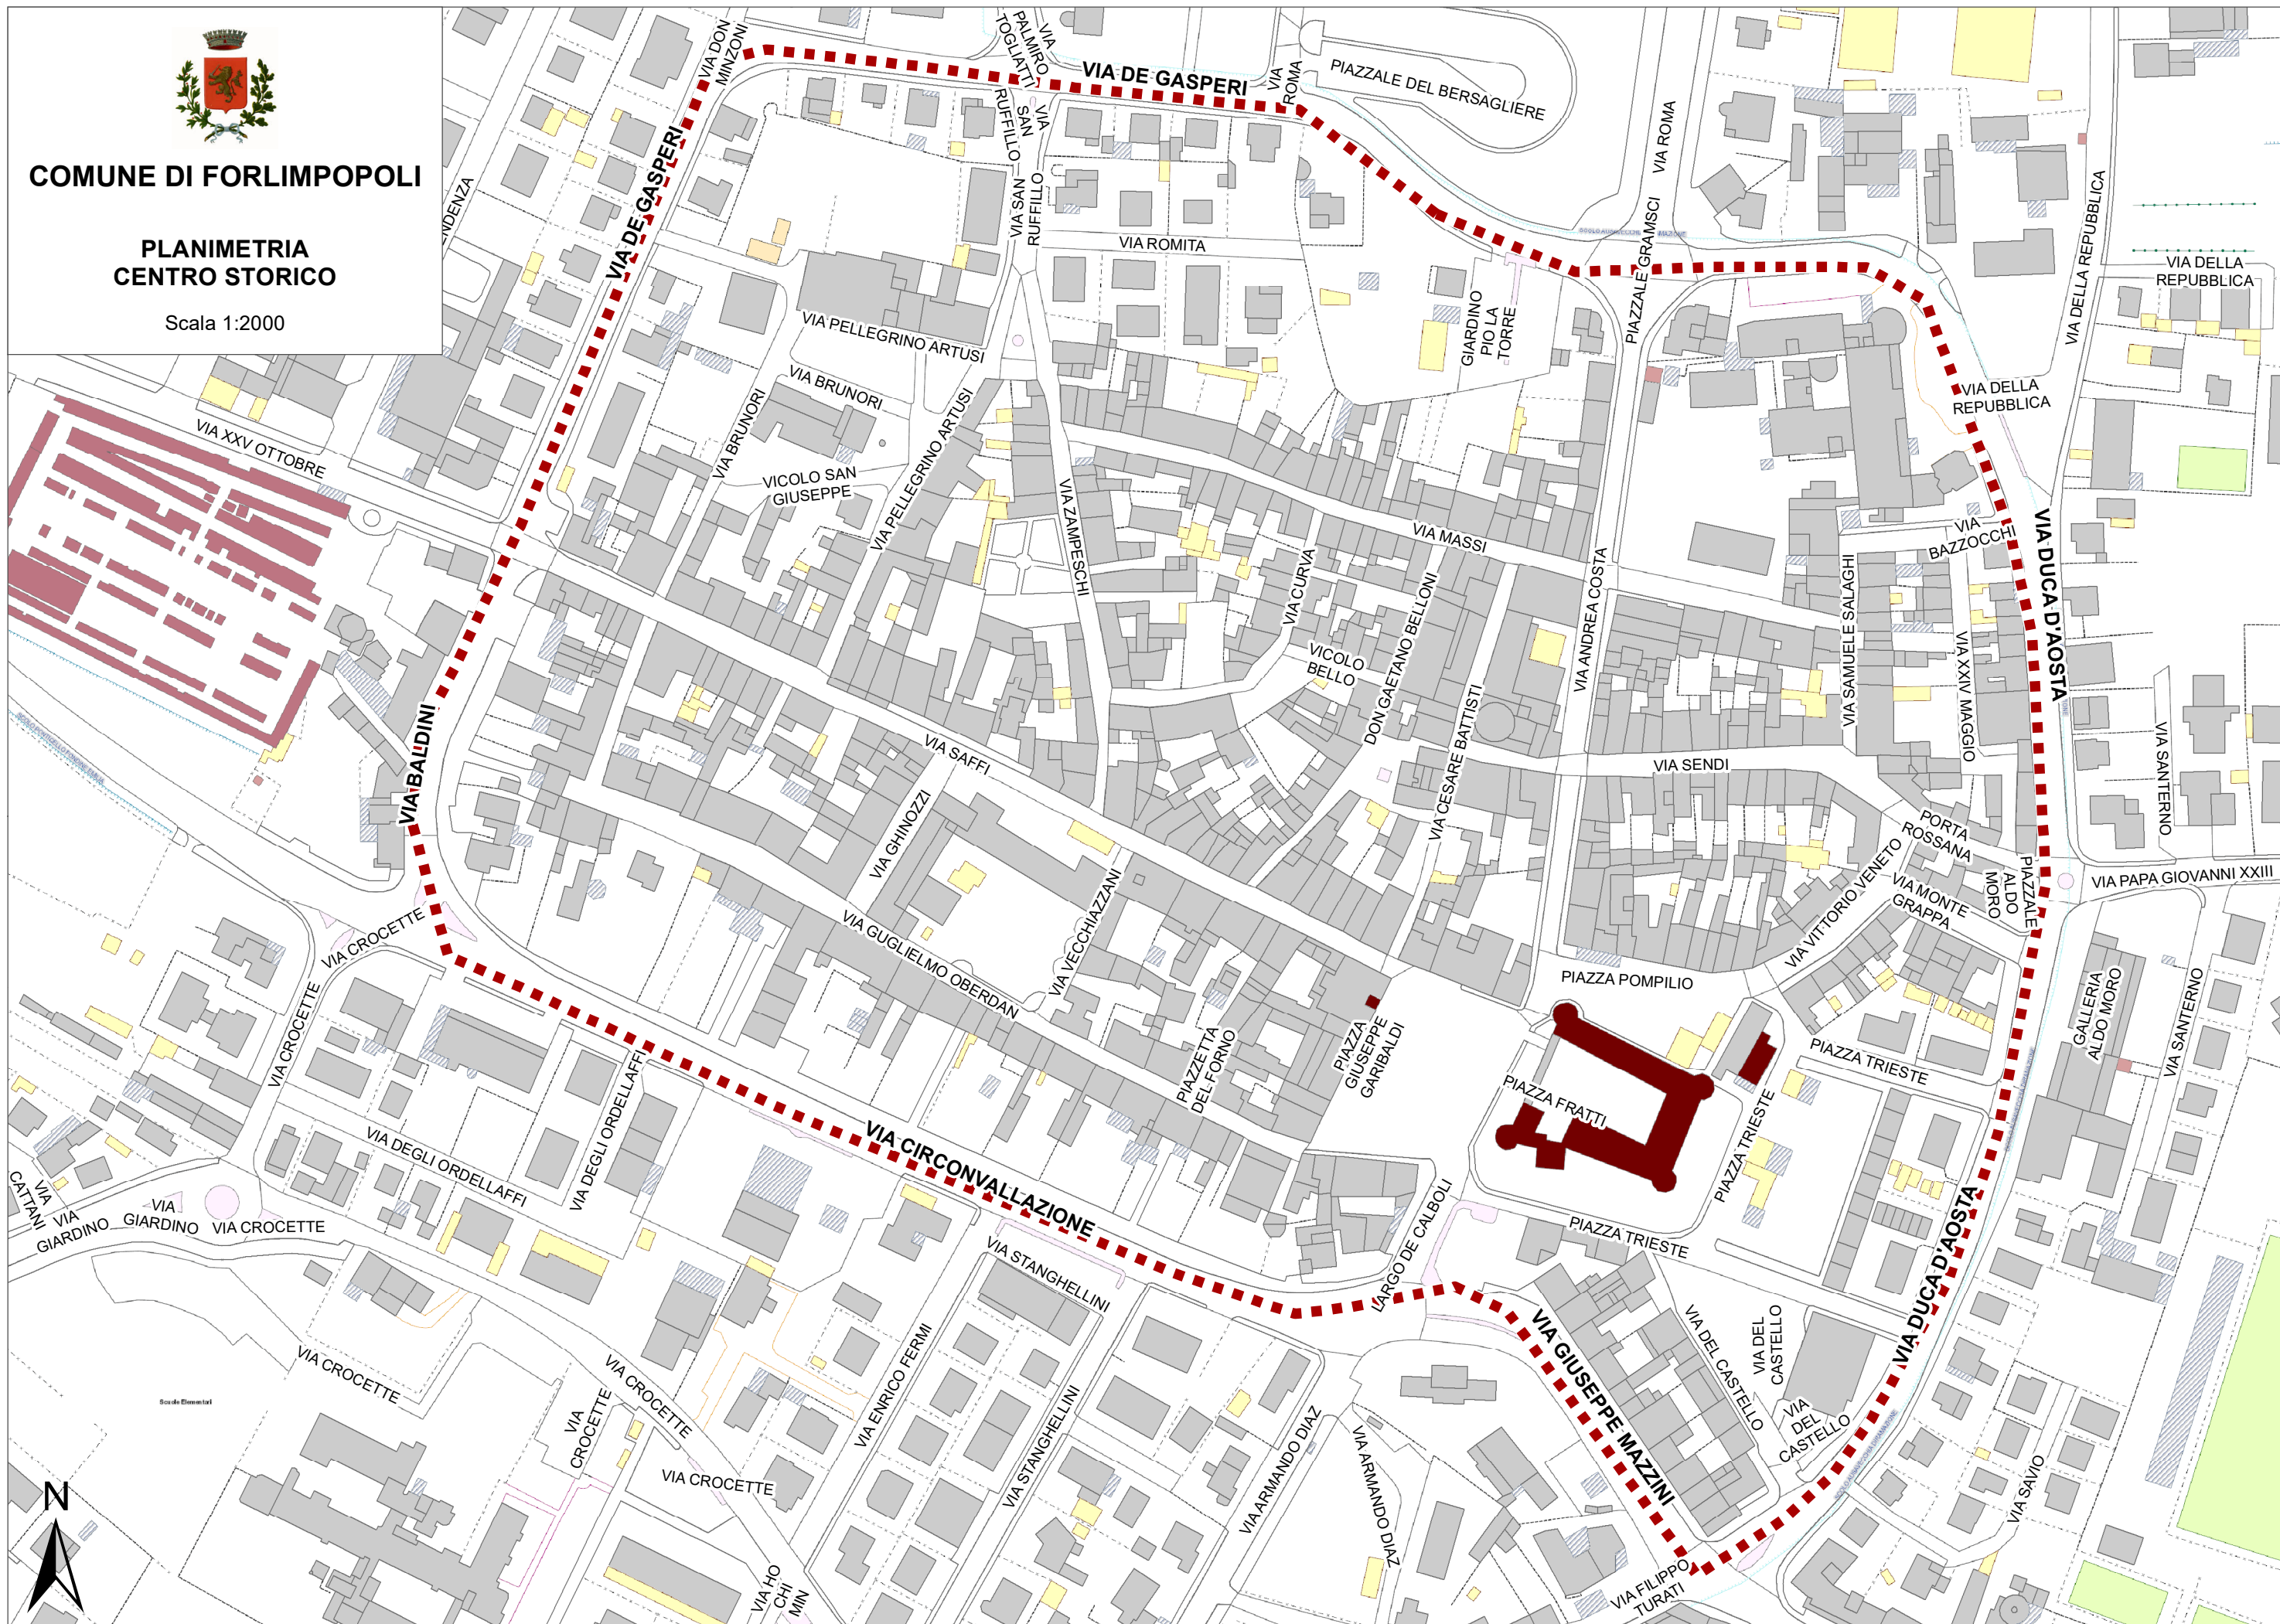 COMUNE DI FORLIMPOPOLI
PLANIMETRIA
CENTRO STORICO
Scala 1:2000
VIA DON
MINZONI
VIA
PALMIRO
TOGLIATTI
VIA DE GASPERI
VIA
ROMA
PIAZZALE DEL BERSAGLIERE
VIA ROMA
VIA
SAN
RUFFILLO
VIA SAN
RUFFILLO
VIA DE GASPERI
ENDENZA
VIA ROMITA
PIAZZALE GRAMSCI
VIA DELLA REPUBBLICA
VIA DELLA
REPUBBLICA
GIARDINO
PIO LA
TORRE
VIA PELLEGRINO ARTUSI
VIA BRUNORI
VIA BRUNORI
VIA PELLEGRINO ARTUSI
VIA DELLA
REPUBBLICA
VIA XXV OTTOBRE
VICOLO SAN
GIUSEPPE
VIA ZAMPESCHI
VIA MASSI
VIA
BAZZOCCHI
VIA DUCA D'AOSTA
VIA CURVA
VIA ANDREA COSTA
VIA SAMUELE SALAGHI
VIA XXIV MAGGIO
VICOLO
BELLO
DON GAETANO BELLONI
VIA CESARE BATTISTI
VIA BALDINI
VIA SAFFI
VIA SENDI
VIA SANTERNO
VIA GHINOZZI
PORTA
ROSSANA
VIA VITTORIO VENETO
VIA MONTE
GRAPPA
PIAZZALE
ALDO
MORO
VIA PAPA GIOVANNI XXIII
VIA CROCETTE
VIA GUGLIELMO OBERDAN
VIA VECCHIAZZANI
PIAZZA POMPILIO
GALLERIA
ALDO MORO
VIA SANTERNO
VIA CROCETTE
PIAZZETTA
DEL FORNO
PIAZZA
GIUSEPPE
GARIBALDI
PIAZZA FRATTI
PIAZZA TRIESTE
PIAZZA TRIESTE
VIA DEGLI ORDELLAFFI
VIA DEGLI ORDELLAFFI
VIA CIRCONVALLAZIONE
VIA
CATTANI
VIA
GIARDINO
VIA
GIARDINO
VIA CROCETTE
VIA STANGHELLINI
LARGO DE CALBOLI
PIAZZA TRIESTE
VIA DUCA D'AOSTA
VIA CROCETTE
Scuole Elementari
VIA CROCETTE
VIA
CROCETTE
VIA CROCETTE
VIA ENRICO FERMI
VIA STANGHELLINI
VIA ARMANDO DIAZ
VIA ARMANDO DIAZ
VIA GIUSEPPE MAZZINI
VIA DEL CASTELLO
VIA DEL
CASTELLO
VIA
DEL
CASTELLO
VIA SAVIO
VIA HO
CHI
MIN
VIA FILIPPO
TURATI
N